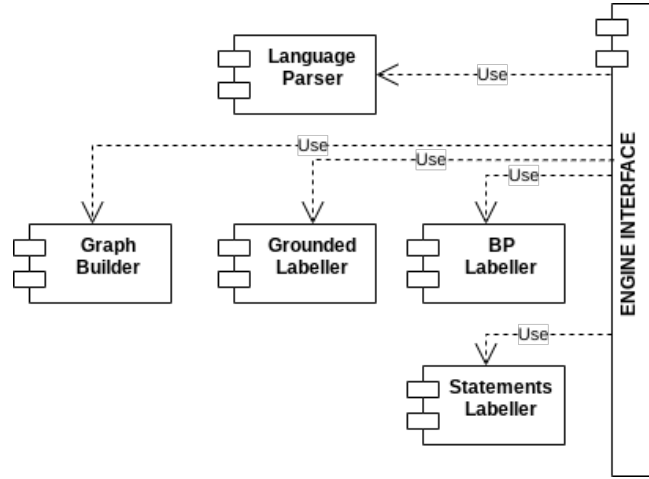 Language
Parser
Use
Use
Use
Use
Graph
Builder
Grounded
Labeller
BP
Labeller
ENGINE INTERFACE
Use
Statements
Labeller